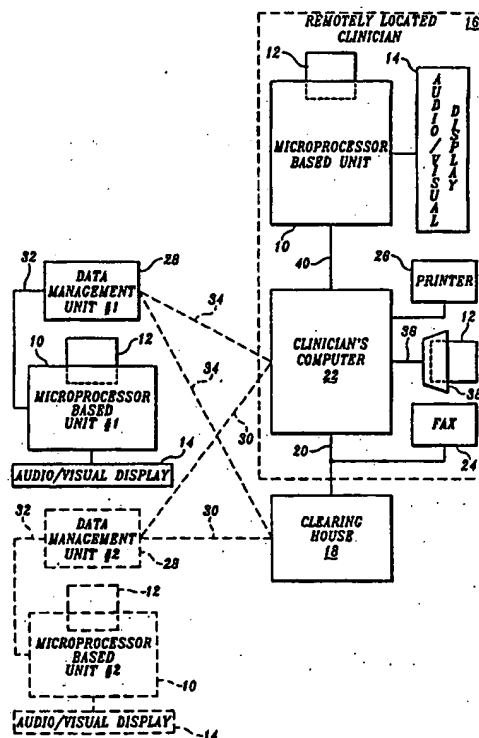 REMOTELY LOCATED
CLINICIAN
16
12
14
MICROPROCESSOR
BASED UNIT
AUDIO/VISUAL
DISPLAY
10
40
28
32
DATA
MANAGEMENT
UNIT #1
34
26
PRINTER
10
12
34
CLINICIAN'S
COMPUTER
22
36
12
38
MICROPROCESSOR
BASED UNIT
#1
14
30
FAX
24
AUDIO/VISUAL DISPLAY
20
32
DATA
MANAGEMENT
UNIT #2
30
28
CLEARING
HOUSE
18
12
MICROPROCESSOR
BASED UNIT
#2
10
AUDIO/VISUAL DISPLAY
14